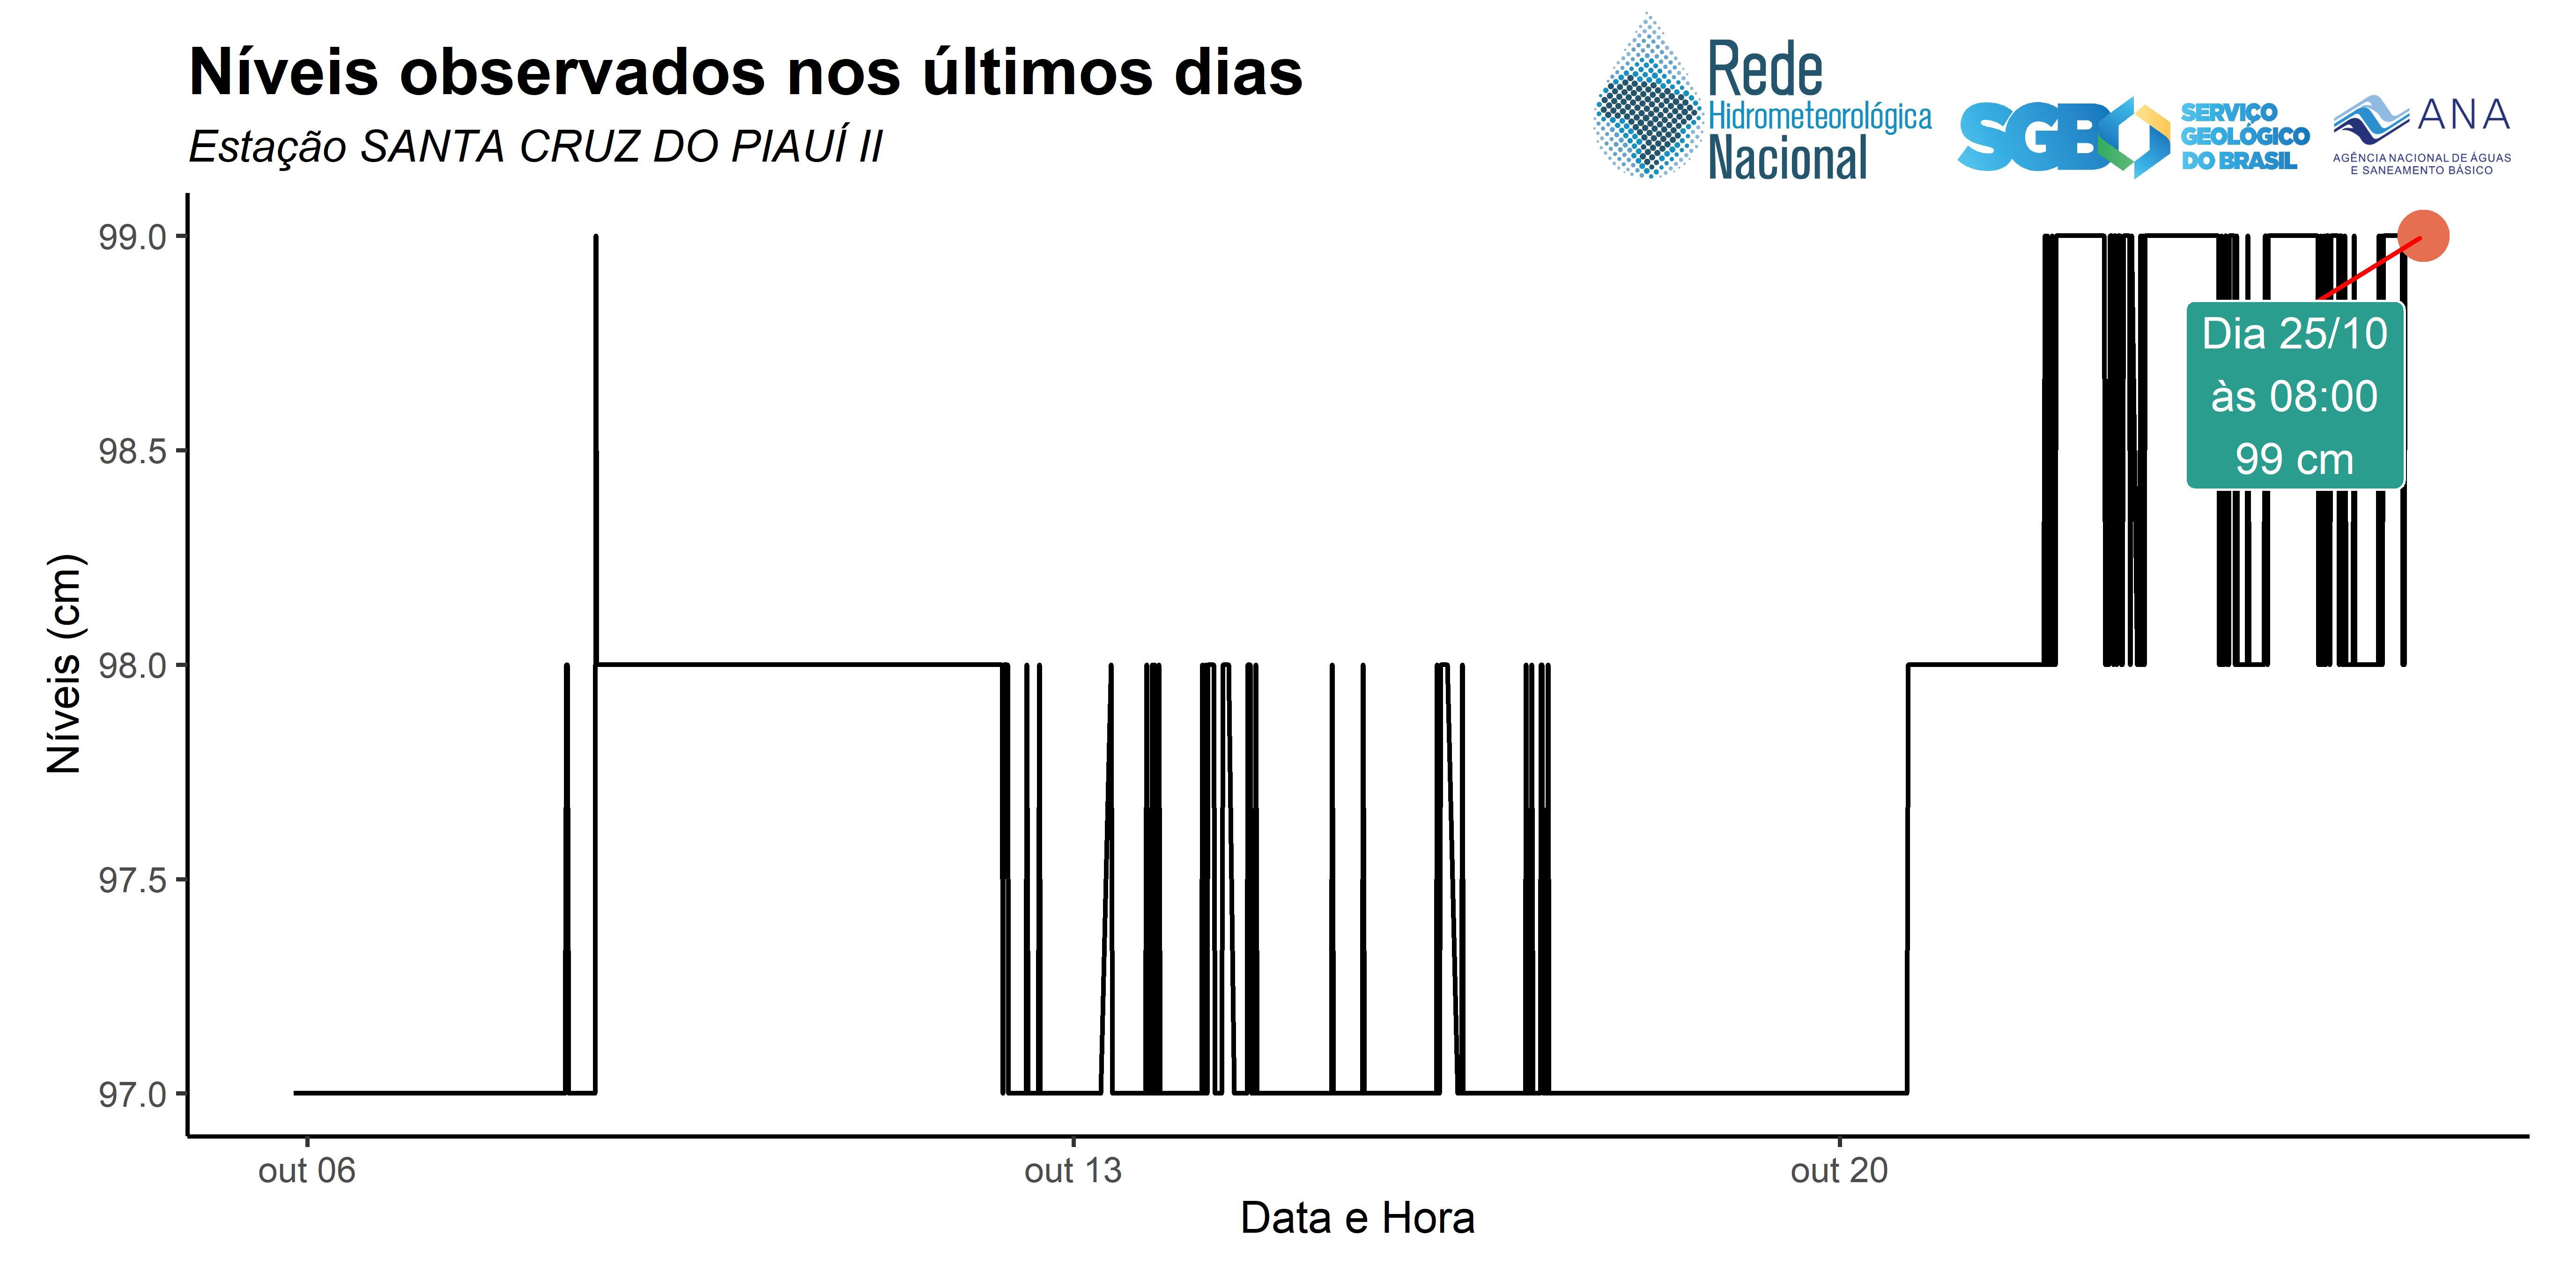 Níveis observados nos últimos dias
Estação SANTA CRUZ DO PIAUÍ II
Rede
Hidrometeorológica
Nacional
SGB
SERVIÇO
GEOLÓGICO
DO BRASIL
ANA
AGÊNCIA NACIONAL DE ÁGUAS
E SANEAMENTO BÁSICO
99.0
98.5
98.0
97.5
97.0
Níveis (cm)
Dia 25/10
às 08:00
99 cm
out 06
out 13
out 20
Data e Hora